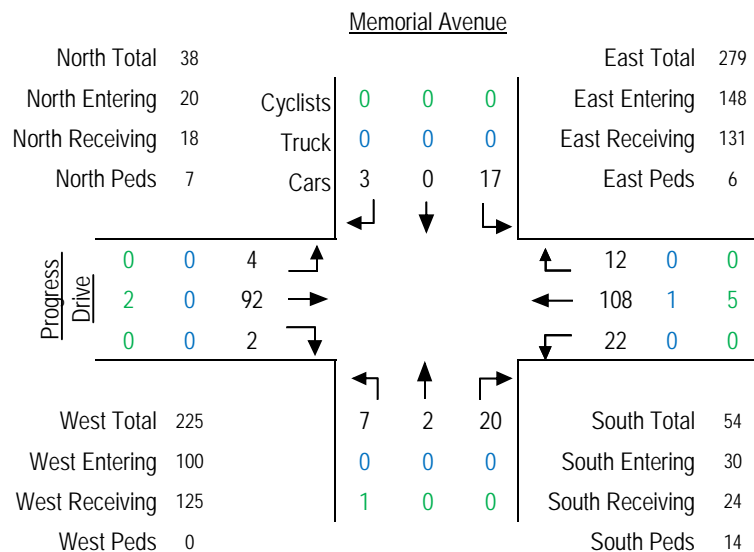 Memorial Avenue
North Total 38
North Entering 20
North Receiving 18
North Peds 7
Cyclists 0 0 0
Truck 0 0 0
Cars 3 0 17
East Total 279
East Entering 148
East Receiving 131
East Peds 6
Progress
Drive
0 0 4
2 0 92
0 0 2
12 0 0
108 1 5
22 0 0
West Total 225
West Entering 100
West Receiving 125
West Peds 0
7 2 20
0 0 0
1 0 0
South Total 54
South Entering 30
South Receiving 24
South Peds 14